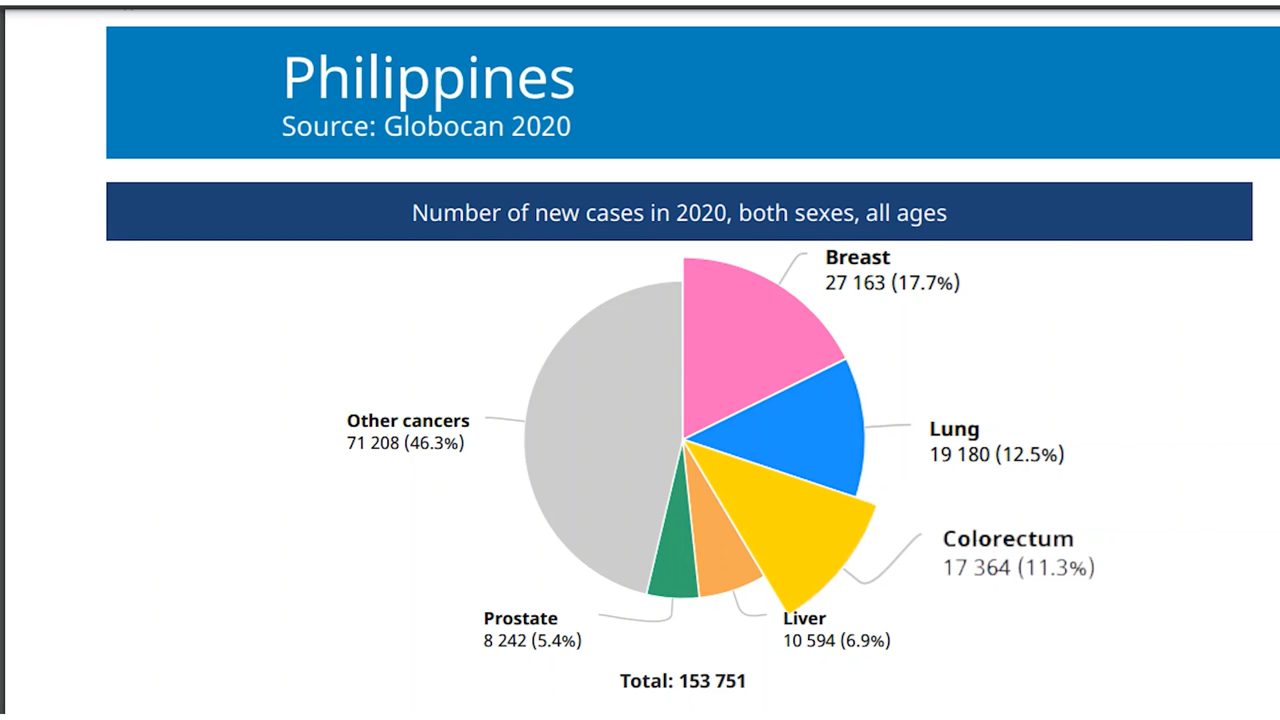 Philippines
Source: Globocan 2020
Number of new cases in 2020, both sexes, all ages
Breast
27 163 (17.7%)
Other cancers
71 208 (46.3%)
Lung
19 180 (12.5%)
Colorectum
17 364 (11.3%)
Prostate
8 242 (5.4%)
Liver
10 594 (6.9%)
Total: 153 751